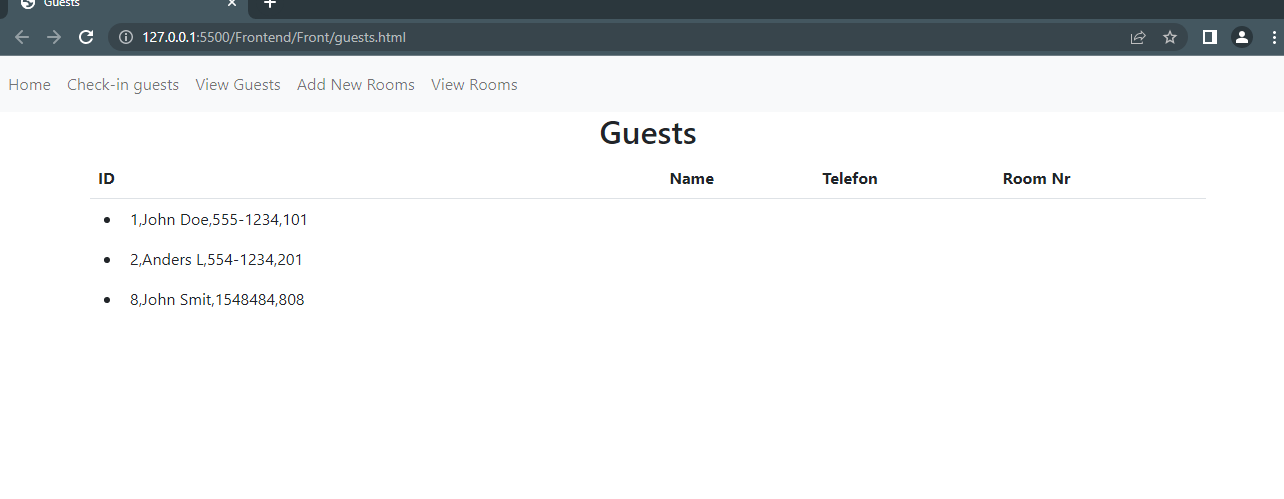 Guests
127.0.0.1:5500/Frontend/Front/guests.html
Home Check-in guests View Guests Add New Rooms View Rooms
Guests
ID Name Telefon Room Nr
1,John Doe,555-1234,101
2,Anders L,554-1234,201
8,John Smit,1548484,808